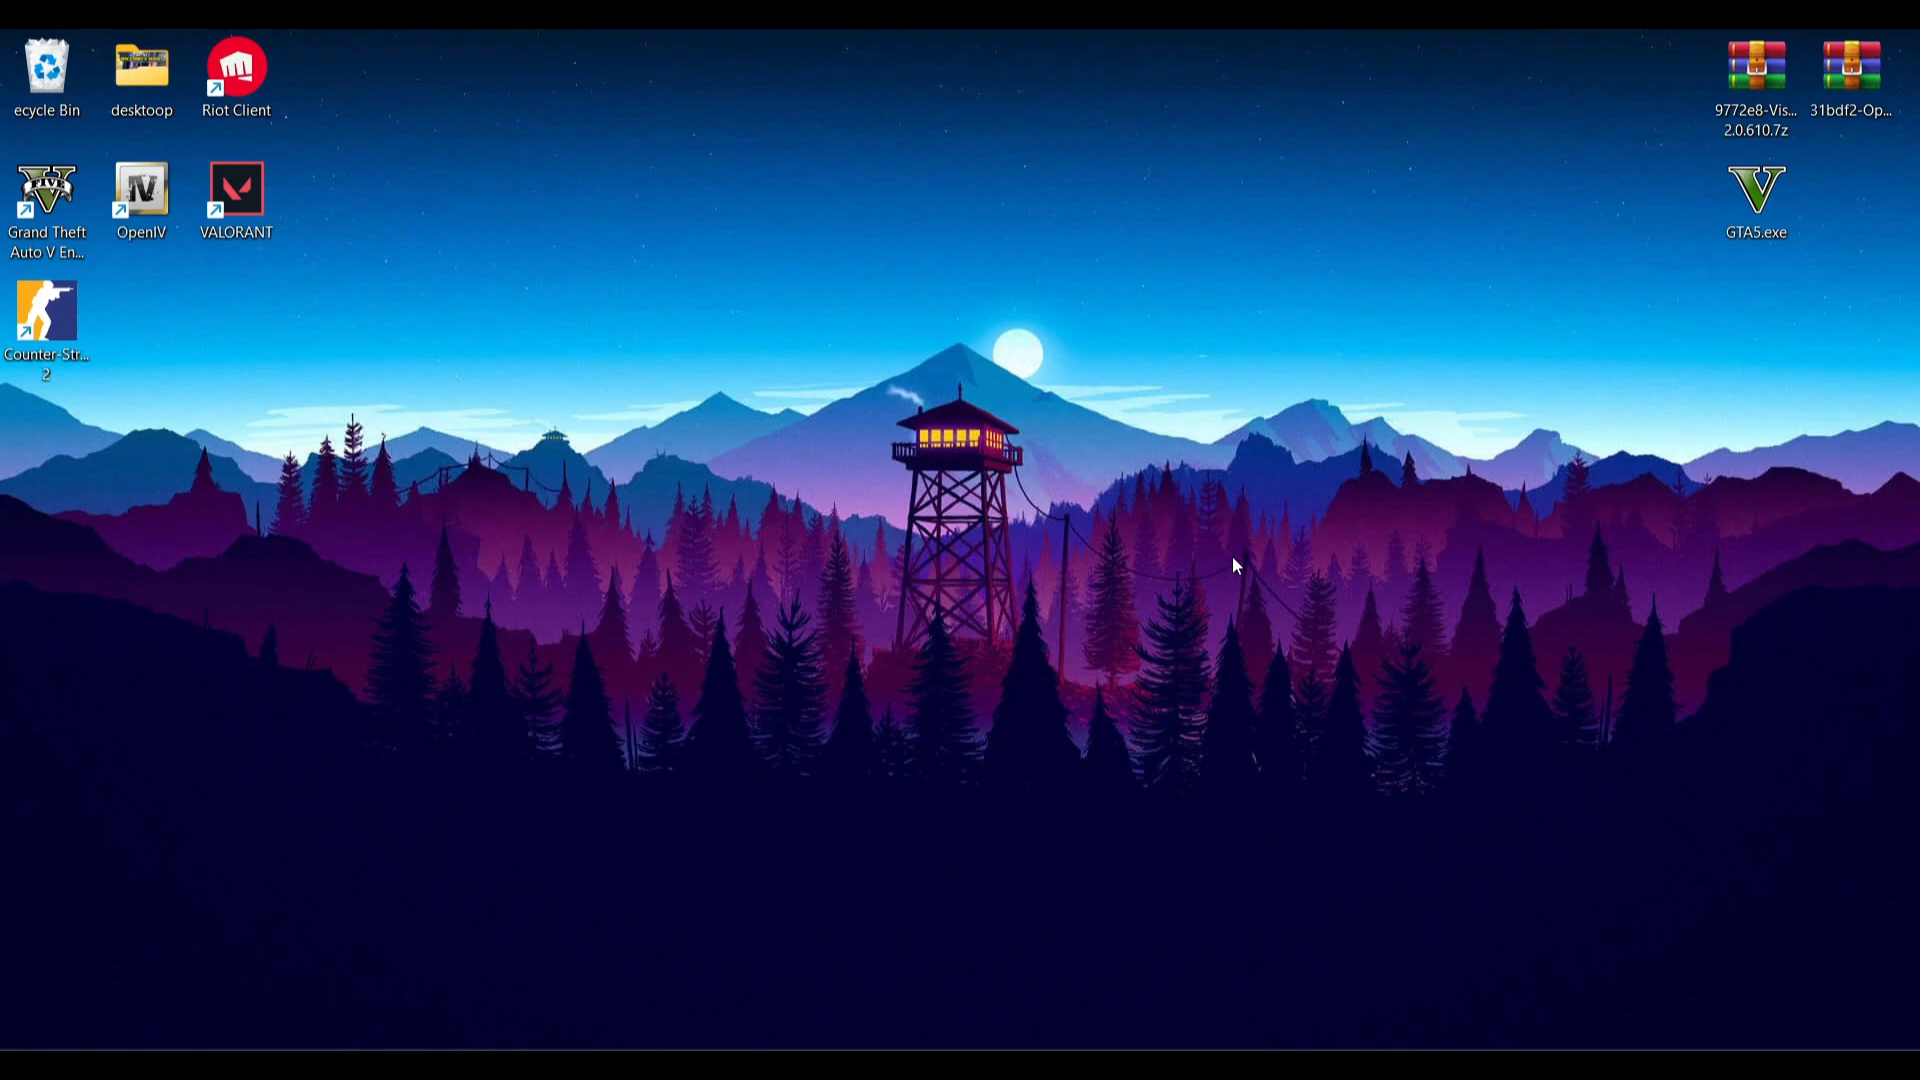 ecycle Bin
desktoop
Riot Client
9772e8-Vis...
2.0.610.7z
31bdf2-Op...
FIVE
Grand Theft
Auto V En...
OpenIV
VALORANT
GTA5.exe
Counter-Str...
2